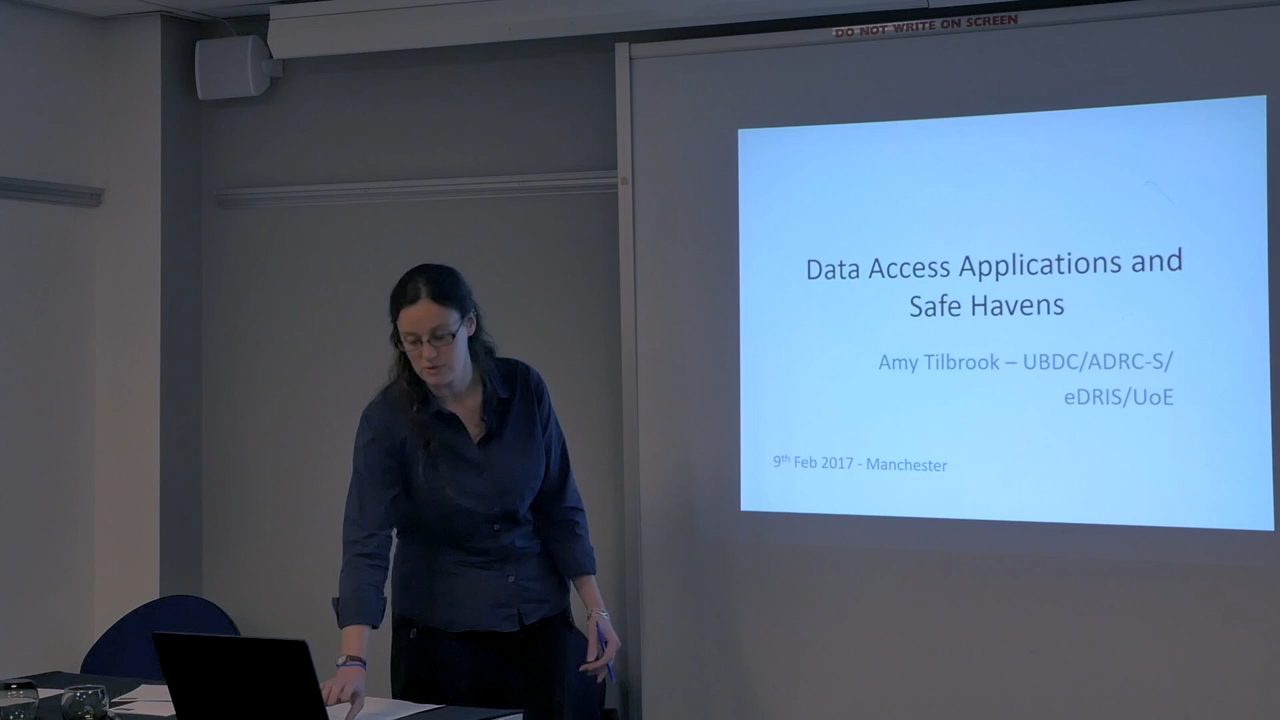 DO NOT WRITE ON SCREEN
Data Access Applications and
Safe Havens
Amy Tilbrook – UBDC/ADRC-S/
eDRIS/UoE
9th Feb 2017 - Manchester